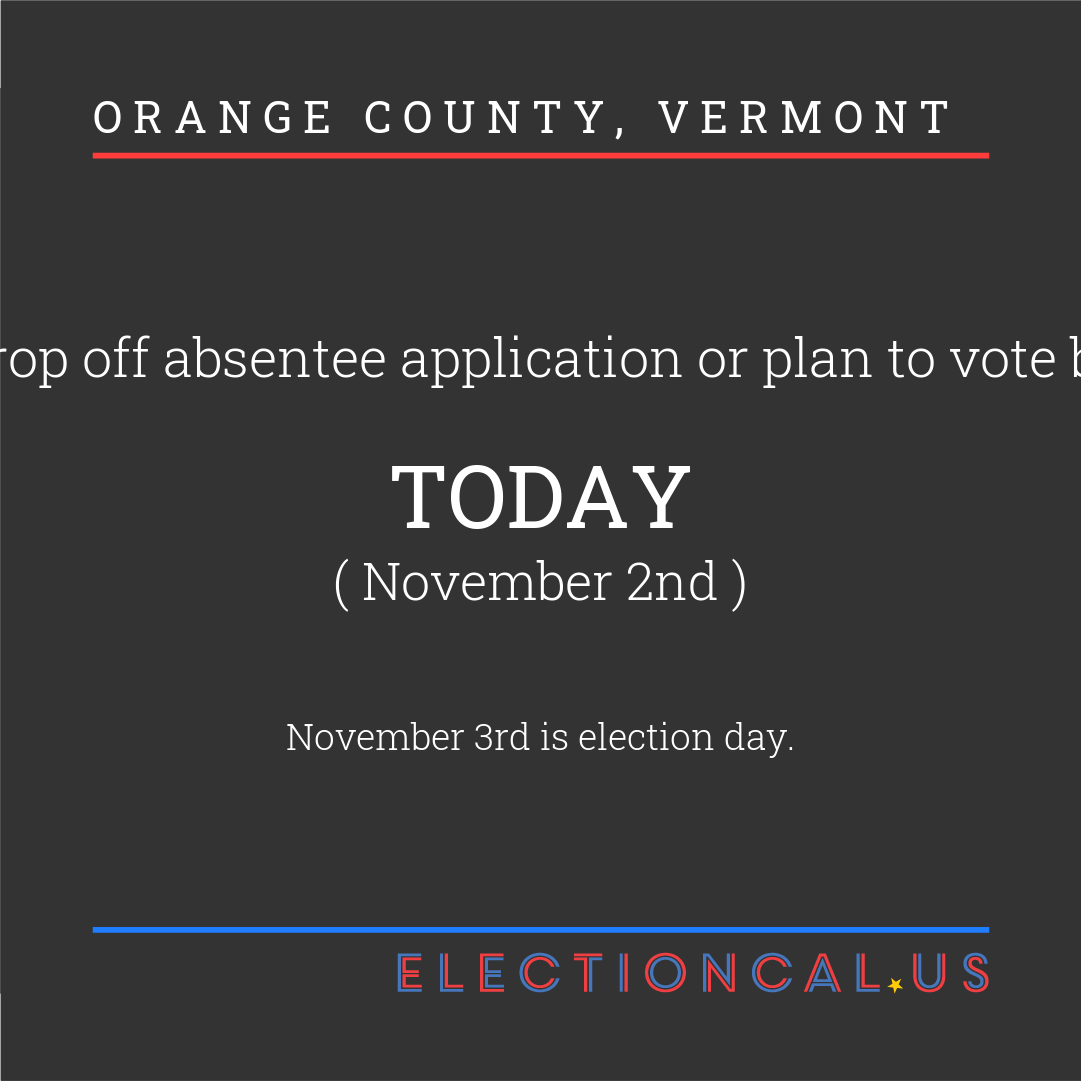 ORANGE COUNTY, VERMONT
rop off absentee application or plan to vote b
TODAY
( November 2nd )
November 3rd is election day.
ELECTIONCAL.US